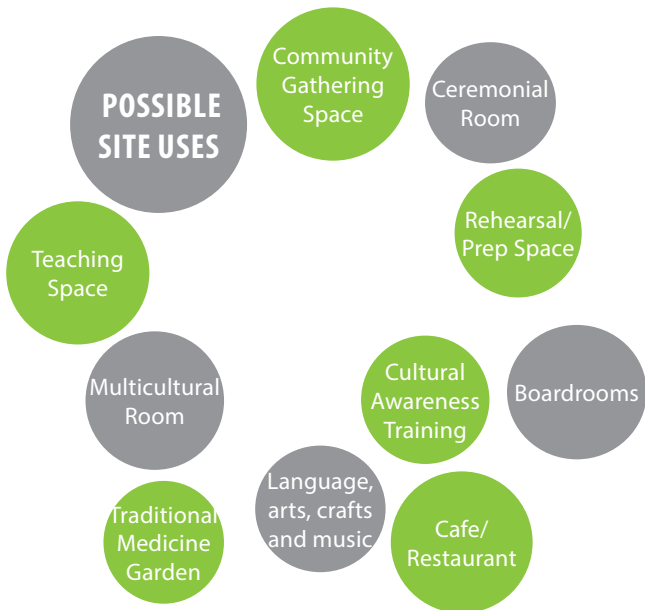 POSSIBLE
SITE USES
Community
Gathering
Space
Ceremonial
Room
Rehearsal/
Prep Space
Teaching
Space
Multicultural
Room
Cultural
Awareness
Training
Boardrooms
Traditional
Medicine
Garden
Language,
arts, crafts
and music
Cafe/
Restaurant